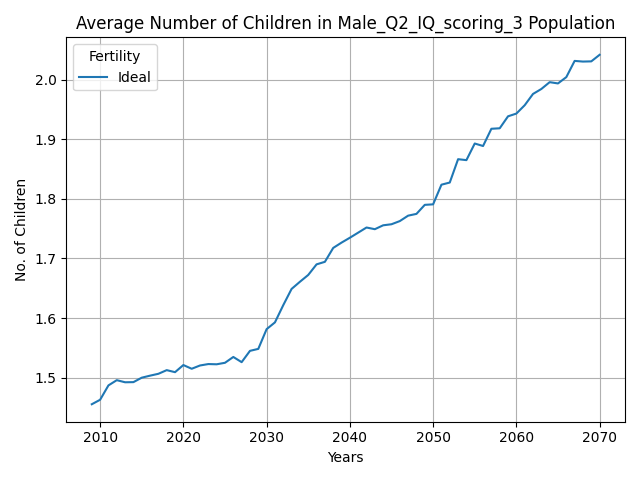 Average Number of Children in Male_Q2_IQ_scoring_3 Population
Fertility
Ideal
No. of Children
2.0
1.9
1.8
1.7
1.6
1.5
2010 2020 2030 2040 2050 2060 2070
Years